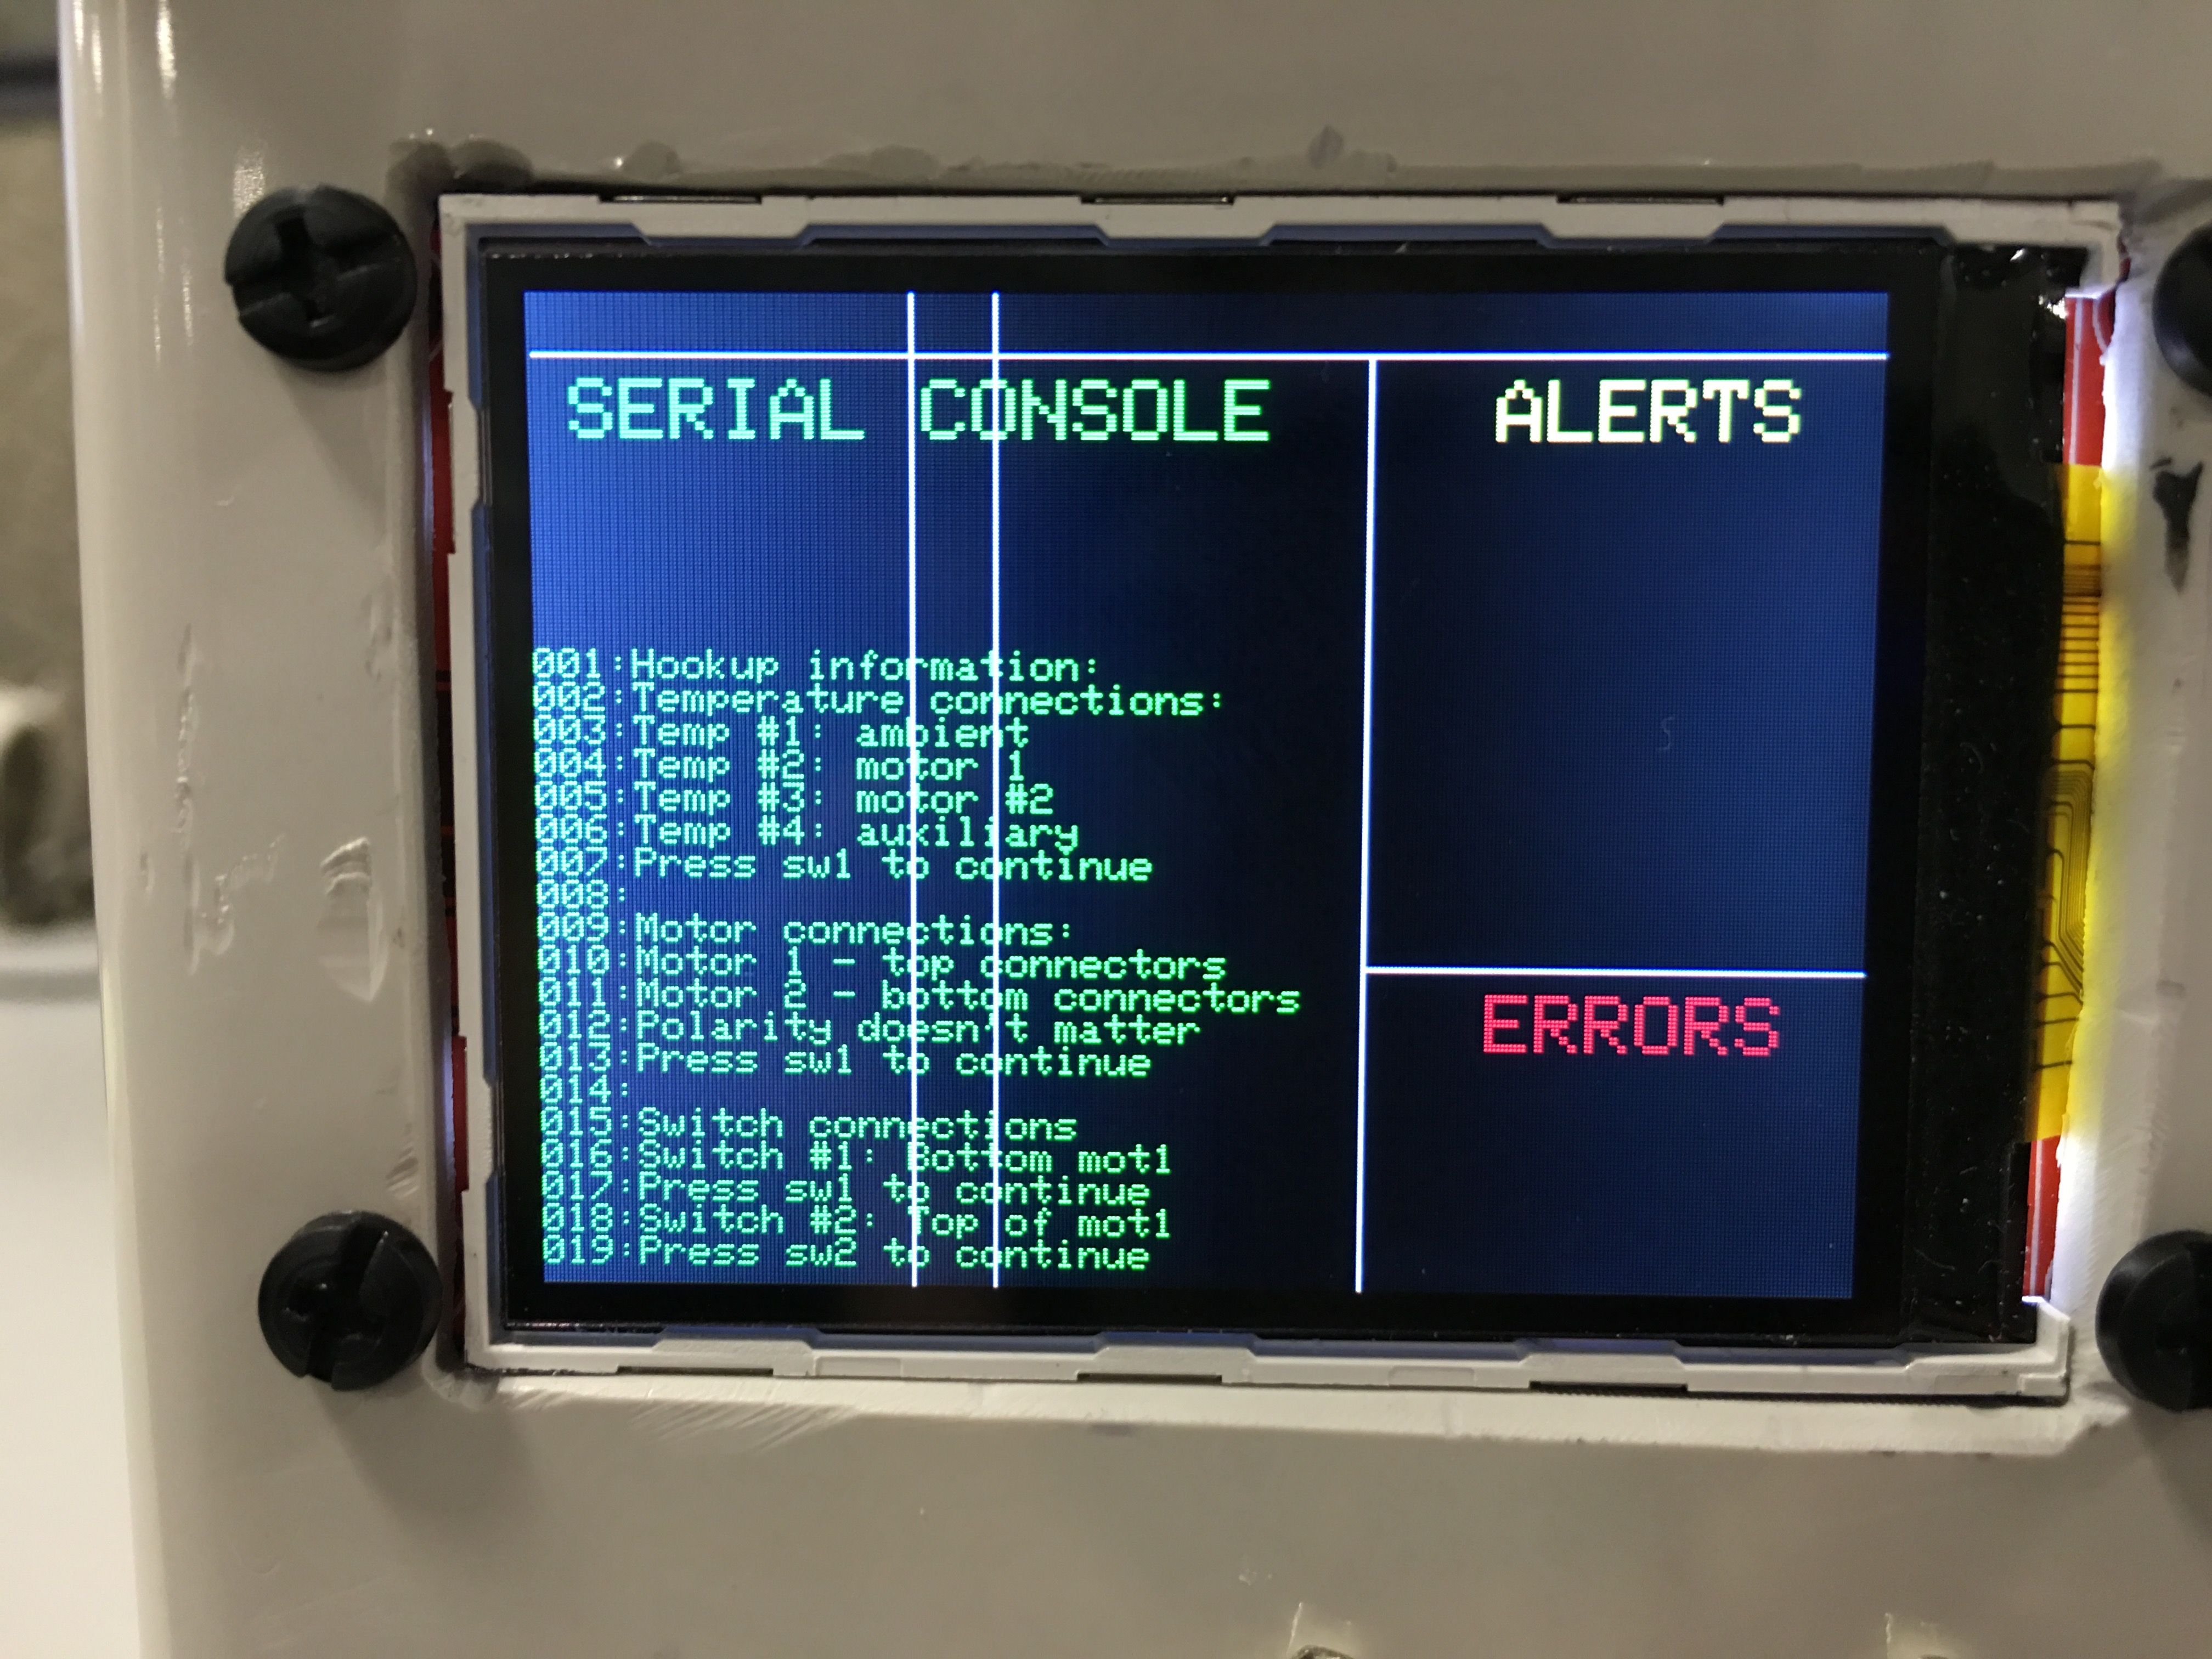 SERIAL CONSOLE
001:Hookup information:
002:Temperature connections:
003:Temp #1: ambient
004:Temp #2: motor 1
005:Temp #3: motor #2
006:Temp #4: auxiliary
007:Press sw1 to continue
008:
009:Motor connections:
010:Motor 1 - top connectors
011:Motor 2 - bottom connectors
012:Polarity doesn't matter
013:Press sw1 to continue
014:
015:Switch connections
016:Switch #1: Bottom mot1
017:Press sw1 to continue
018:Switch #2: Top of mot1
019:Press sw2 to continue
ALERTS
ERRORS